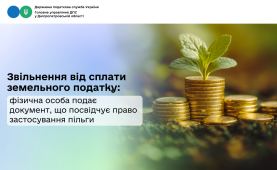 Державна податкова служба України
Головне управління ДПС
у Дніпропетровській області
Звільнення від сплати
земельного податку:
фізична особа подає
документ, що посвідчує право
застосування пільги